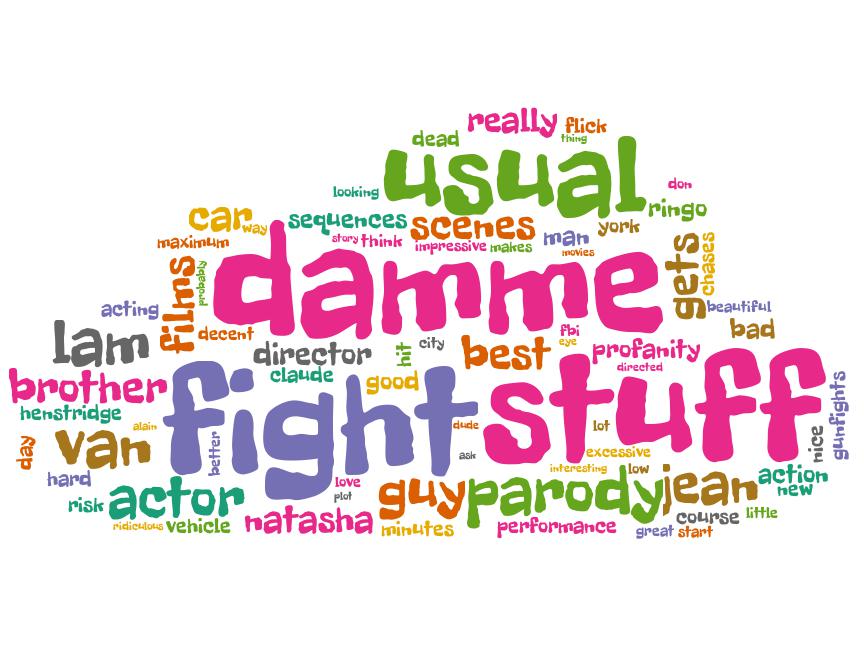 really
flick
dead
thing
usual
looking
don
ringo
car
way
sequences
scenes
york
maximum
story
think
impressive
makes
man
movies
films
probably
damme
gets
chases
acting
beautiful
lam
decent
director
hit
city
best
fbi
eye
profanity
bad
directed
brother
claude
good
fight
stuff
henstridge
alain
van
better
dude
lot
nice
gunfights
day
ask
excessive
interesting
low
hard
love
plot
action
new
risk
actor
guy
parody
jean
ridiculous
vehicle
natasha
minutes
performance
course
little
great
start